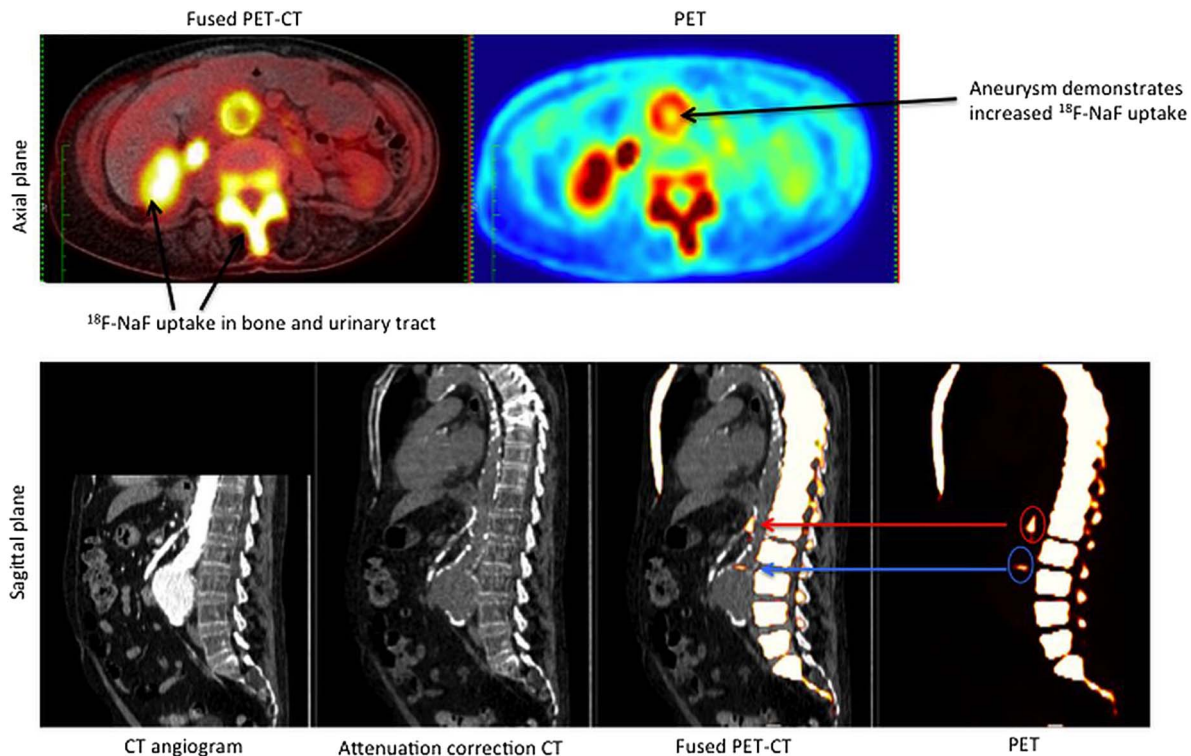 Fused PET-CT
PET
Aneurysm demonstrates
increased ¹⁸F-NaF uptake
Axial plane
¹⁸F-NaF uptake in bone and urinary tract
Sagittal plane
CT angiogram
Attenuation correction CT
Fused PET-CT
PET